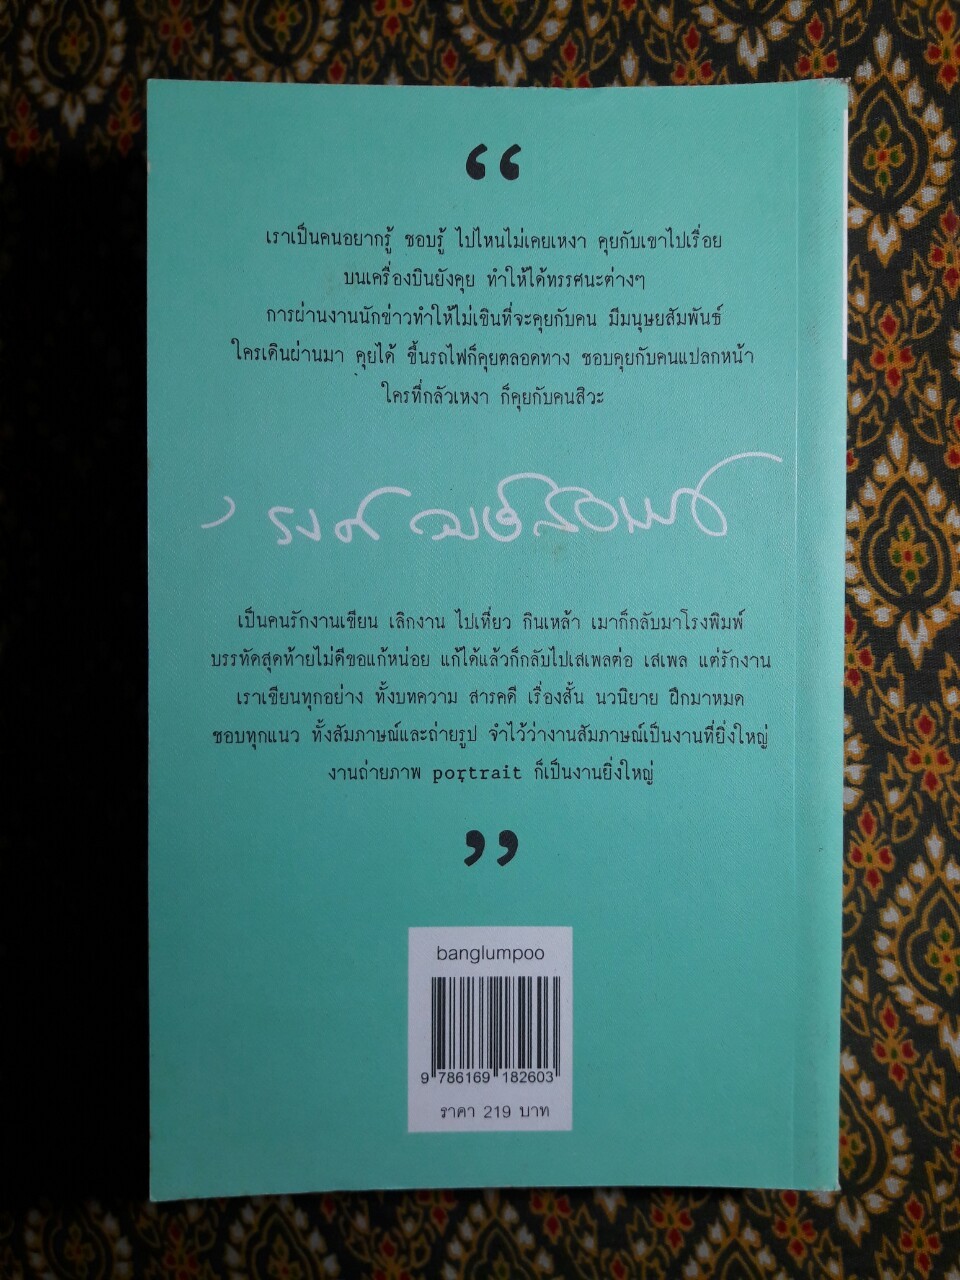 “
เราเป็นคนอยากรู้ ชอบรู้ ไปไหนไม่เคยเหงา คุยกับเขาไปเรื่อย
บนเครื่องบินยังคุย ทำให้ได้ทรรศนะต่างๆ
การผ่านงานนักข่าวทำให้ไม่เขินที่จะคุยกับคน มีมนุษยสัมพันธ์
ใครเดินผ่านมา คุยได้ ขึ้นรถไฟก็คุยตลอดทาง ชอบคุยกับคนแปลกหน้า
ใครที่กลัวเหงา ก็คุยกับคนสิวะ
’รงค์ วงษ์สวรรค์
เป็นคนรักงานเขียน เลิกงาน ไปเที่ยว กินเหล้า เมาก็กลับมาโรงพิมพ์
บรรทัดสุดท้ายไม่ดีขอแก้หน่อย แก้ได้แล้วก็กลับไปเสเพลต่อ เสเพล แต่รักงาน
เราเขียนทุกอย่าง ทั้งบทความ สารคดี เรื่องสั้น นวนิยาย ฝึกมาหมด
ชอบทุกแนว ทั้งสัมภาษณ์และถ่ายรูป จำไว้ว่างานสัมภาษณ์เป็นงานที่ยิ่งใหญ่
งานถ่ายภาพ portrait ก็เป็นงานยิ่งใหญ่
”
banglumpoo
9 786169 182603
ราคา 219 บาท